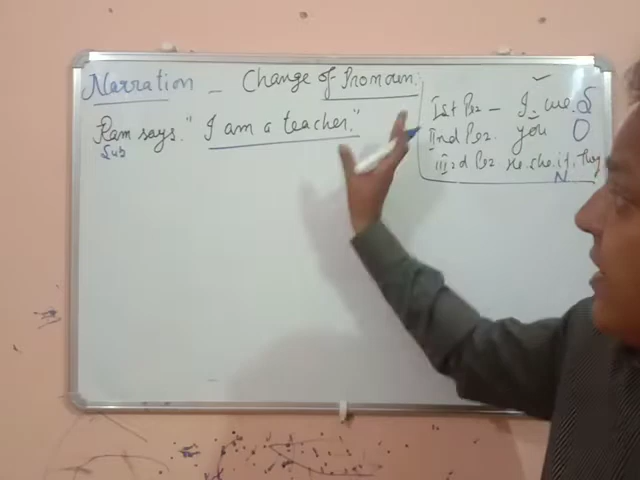 Narration - Change of Pronoun.
Ram says. "I am a teacher."
Sub
Ist Per - I, we. S
IInd Per. you O
IIIrd Per He. she. it. They
N